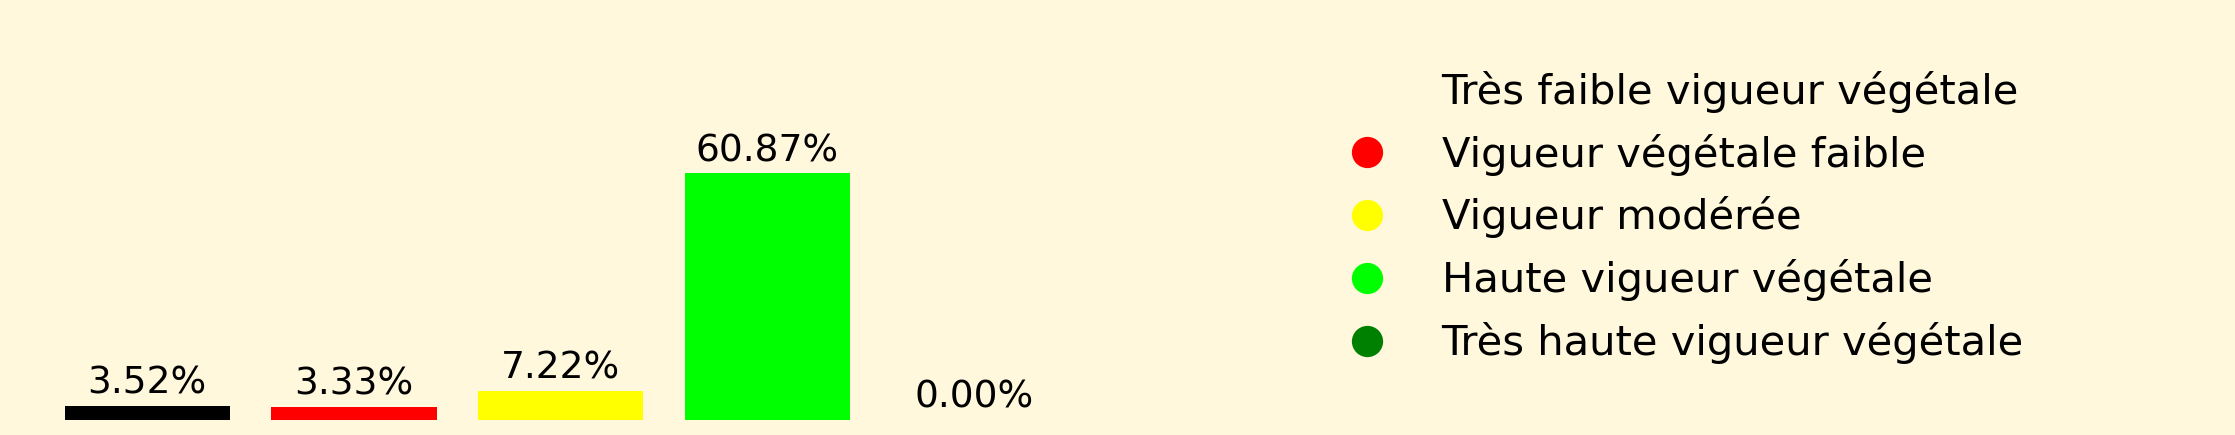 3.52%
3.33%
7.22%
60.87%
0.00%
Très faible vigueur végétale
Vigueur végétale faible
Vigueur modérée
Haute vigueur végétale
Très haute vigueur végétale